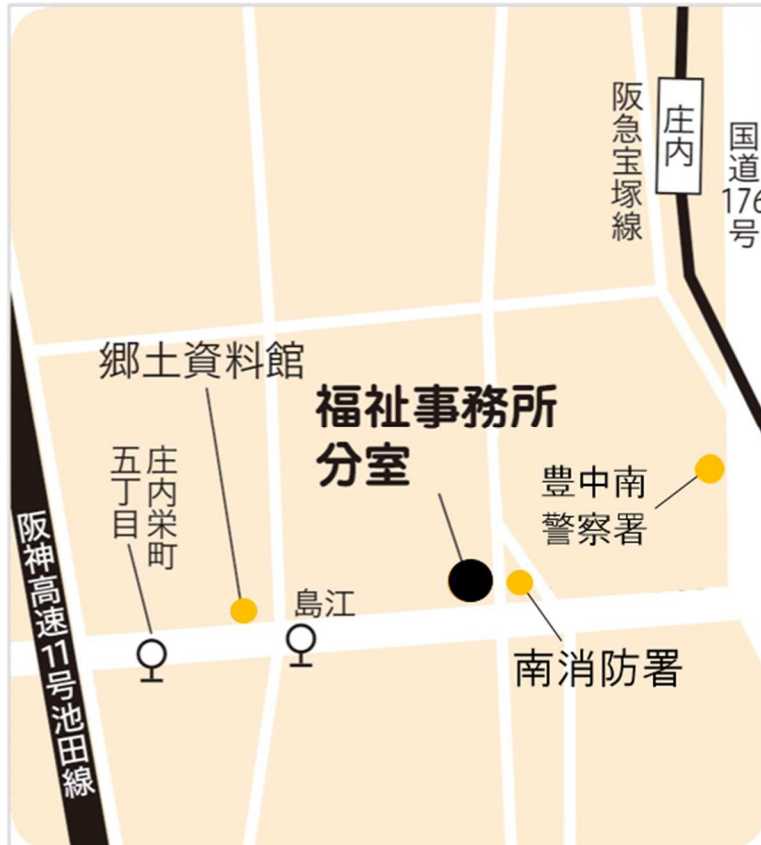 阪急宝塚線
庄内
国道176号
郷土資料館
福祉事務所
分室
庄内栄町
五丁目
豊中南
警察署
島江
南消防署
阪神高速11号池田線